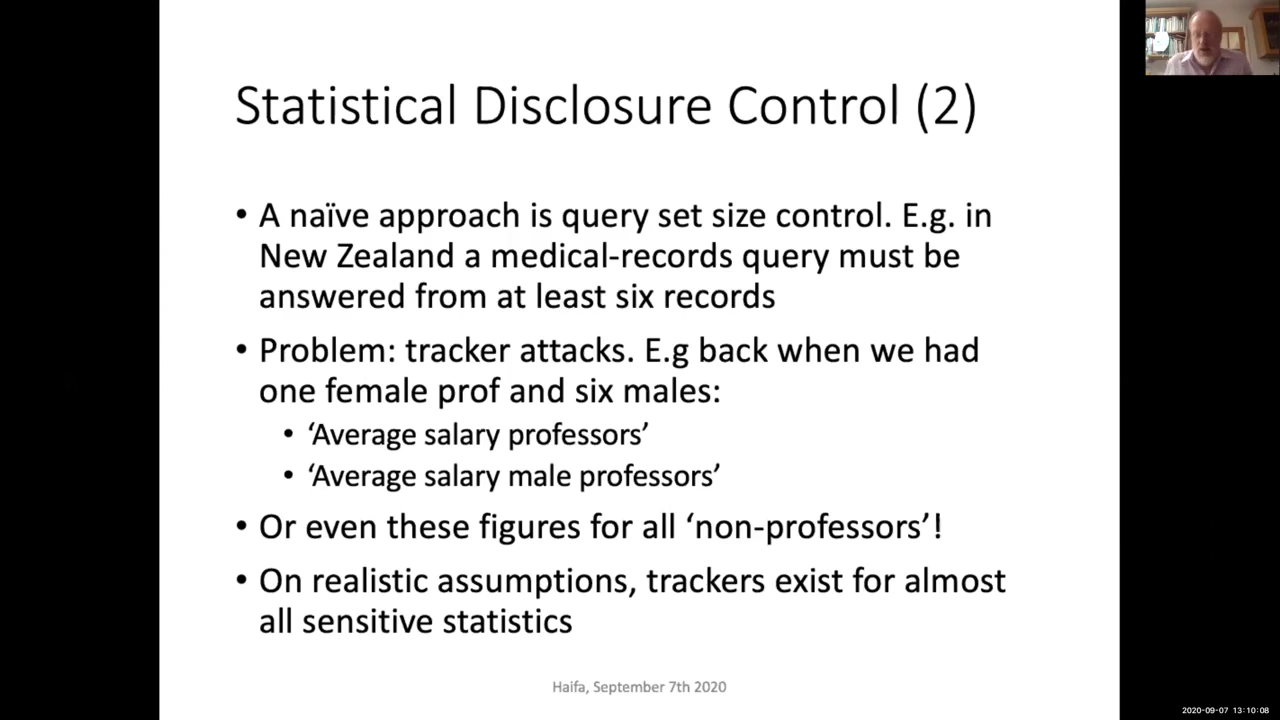 Statistical Disclosure Control (2)
• A naïve approach is query set size control. E.g. in
New Zealand a medical-records query must be
answered from at least six records
• Problem: tracker attacks. E.g back when we had
one female prof and six males:
• ‘Average salary professors’
• ‘Average salary male professors’
• Or even these figures for all ‘non-professors’!
• On realistic assumptions, trackers exist for almost
all sensitive statistics
Haifa, September 7th 2020
2020-09-07 13:10:08